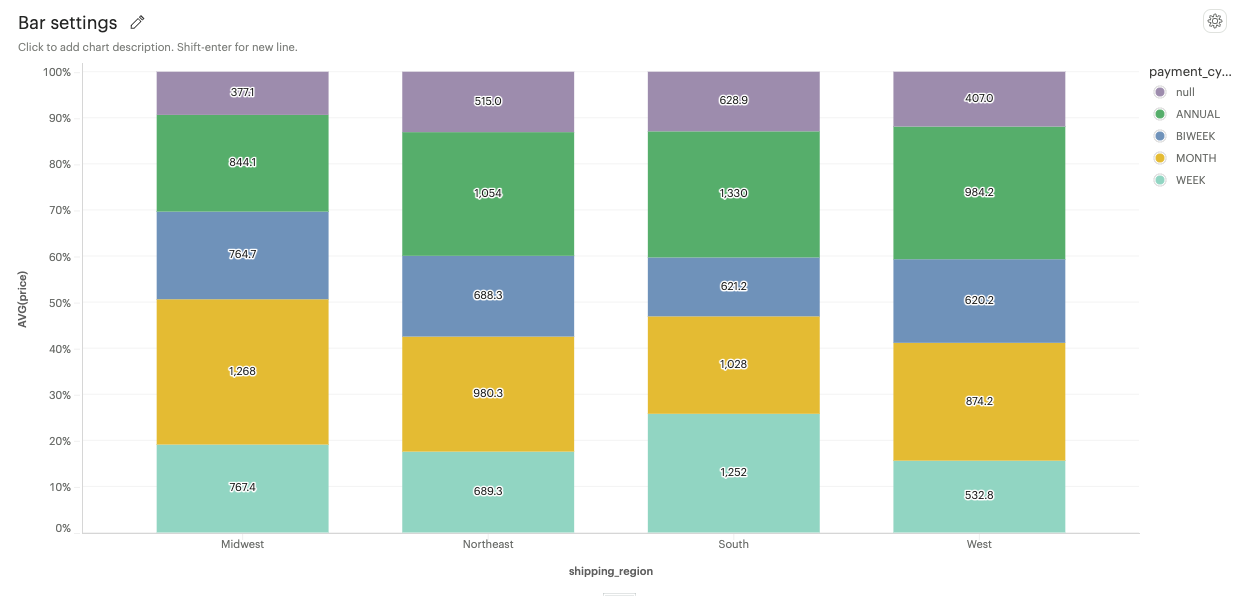 Bar settings
Click to add chart description. Shift-enter for new line.
payment_cy...
null
ANNUAL
BIWEEK
MONTH
WEEK
AVG(price)
100%
90%
80%
70%
60%
50%
40%
30%
20%
10%
0%
377.1
515.0
628.9
407.0
844.1
1,054
1,330
984.2
764.7
688.3
621.2
620.2
1,268
980.3
1,028
874.2
767.4
689.3
1,252
532.8
Midwest
Northeast
South
West
shipping_region